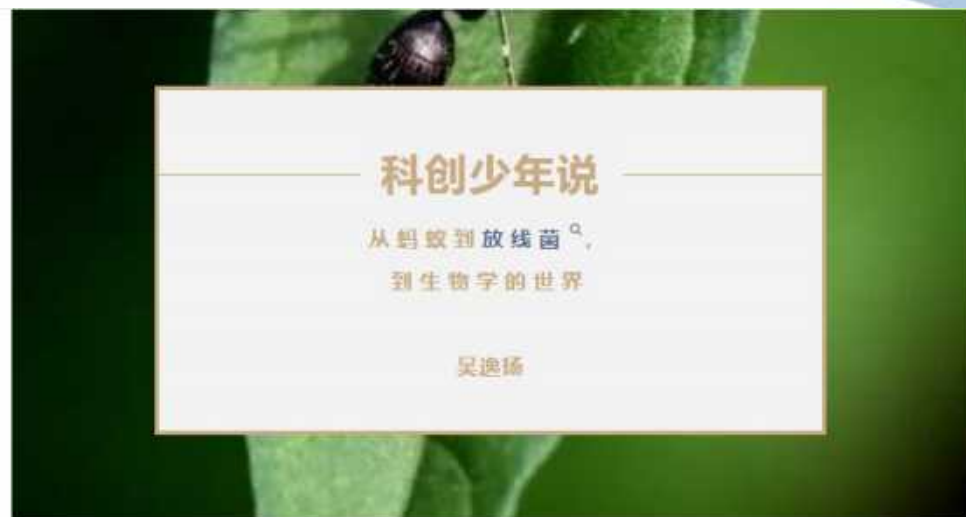 科创少年说
从蚂蚁到放线菌,
到生物学的世界
吴逸扬